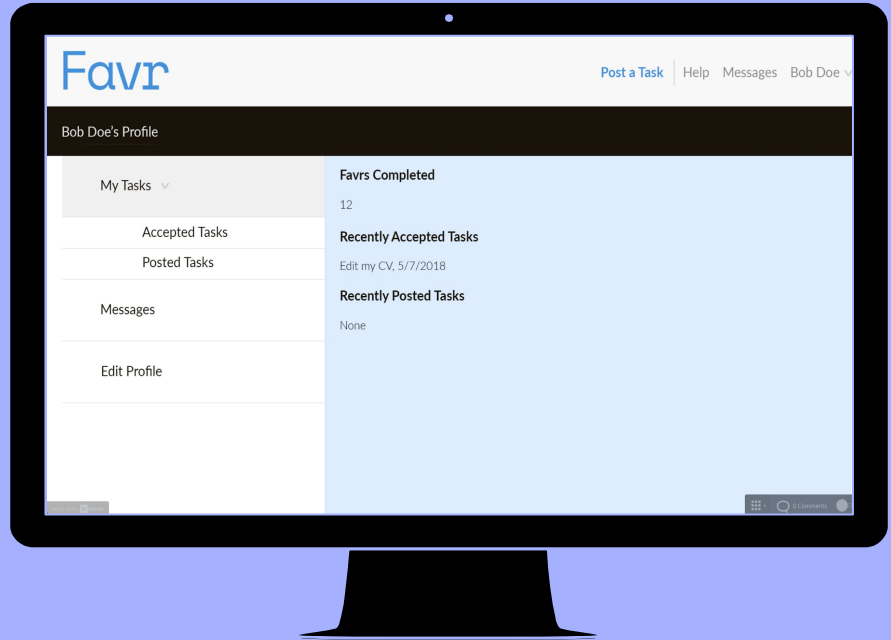 Favr
Post a Task Help Messages Bob Doe
Bob Doe's Profile
My Tasks
Accepted Tasks
Posted Tasks
Messages
Edit Profile
Favrs Completed
12
Recently Accepted Tasks
Edit my CV, 5/7/2018
Recently Posted Tasks
None
0 Comments